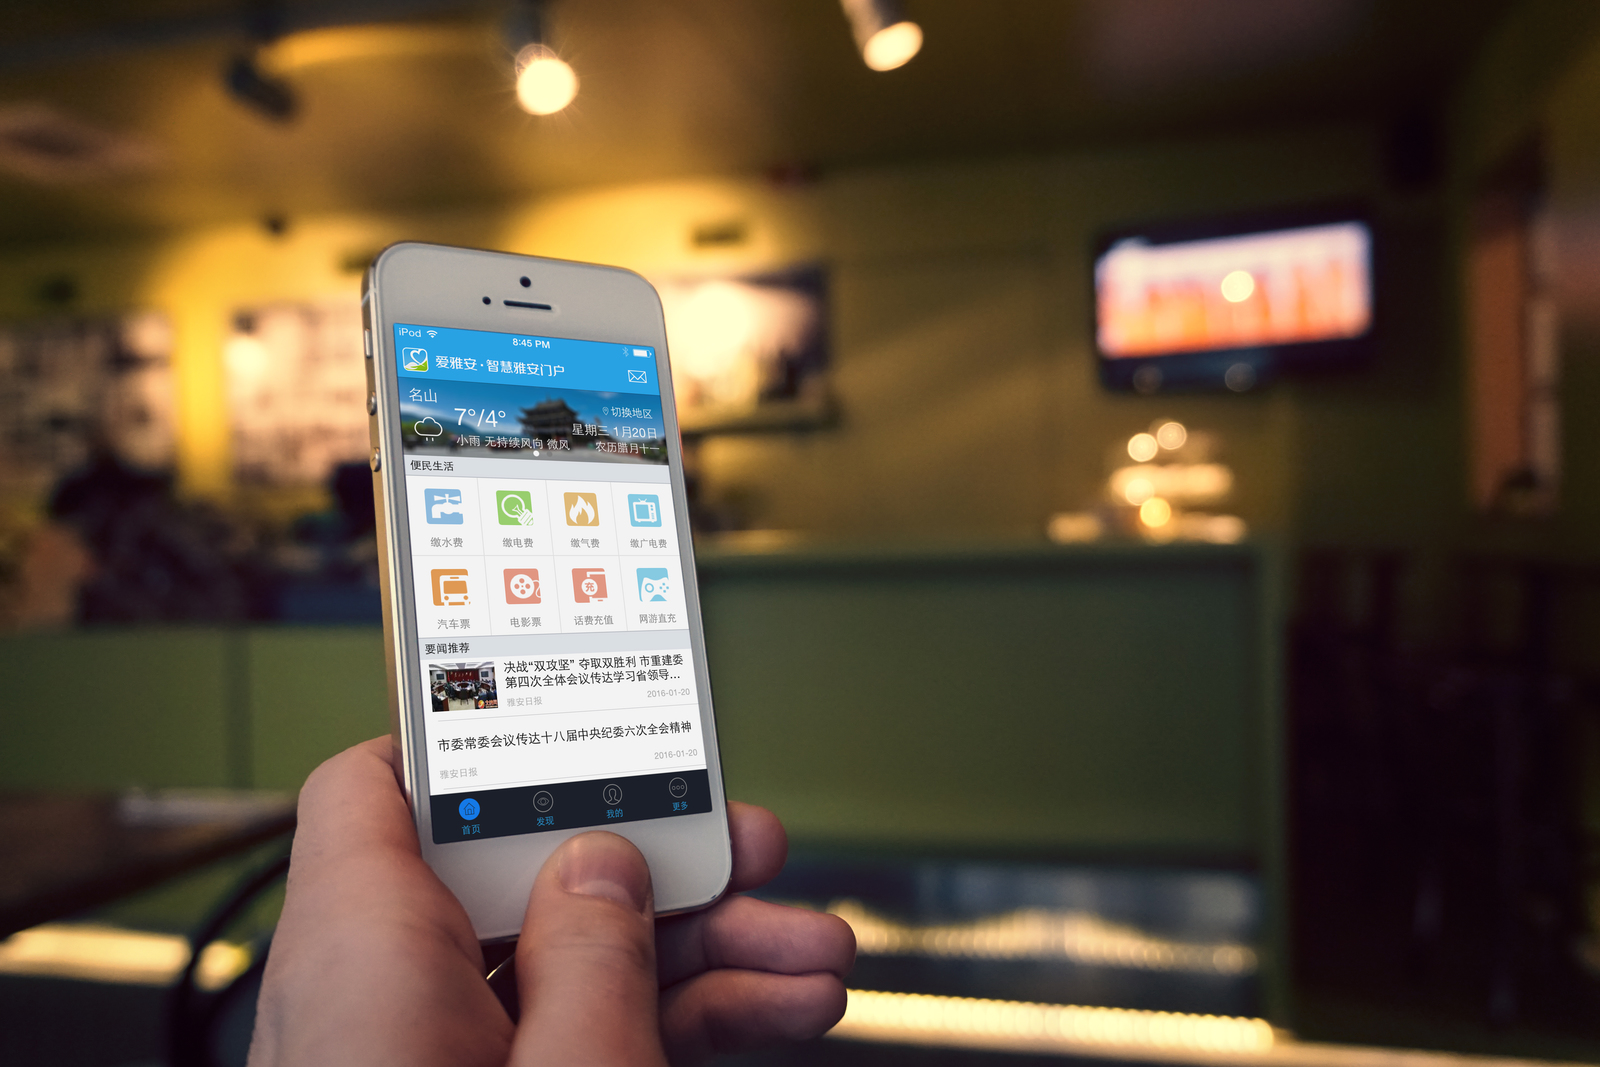 iPod
8:45 PM
爱雅安·智慧雅安门户
名山
7°/4°
切换地区
星期三 1月20日
小雨 无持续风向 微风
农历腊月十一
便民生活
缴水费 缴电费 缴气费 缴广电费
充
汽车票 电影票 话费充值 网游直充
要闻推荐
决战“双攻坚” 夺取双胜利 市重建委
第四次全体会议传达学习省领导...
雅安日报 2016-01-20
市委常委会议传达十八届中央纪委六次全会精神
雅安日报 2016-01-20
首页 发现 我的 更多